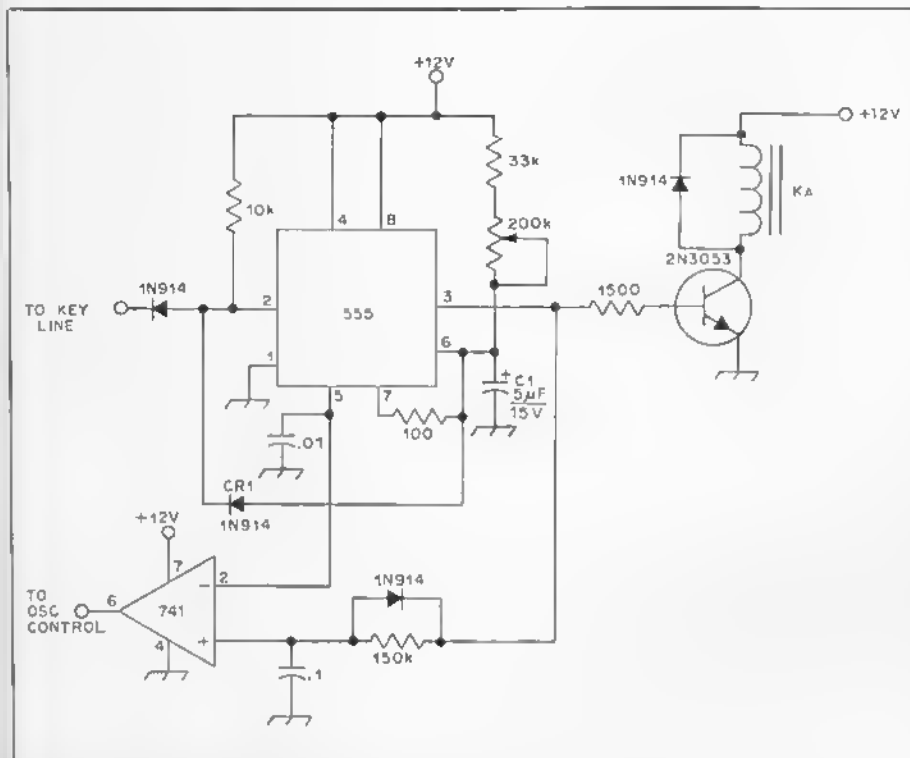 +12V
+12V
33k
1N914
KA
10k
4
8
200k
2N3053
1N914
TO KEY
LINE
2
3
1500
555
1
6
+
C1
5µF
15V
5
7
100
.01
CR1
1N914
+12V
7
2
1N914
TO
OSC
CONTROL
6
741
−
+
4
150k
.1